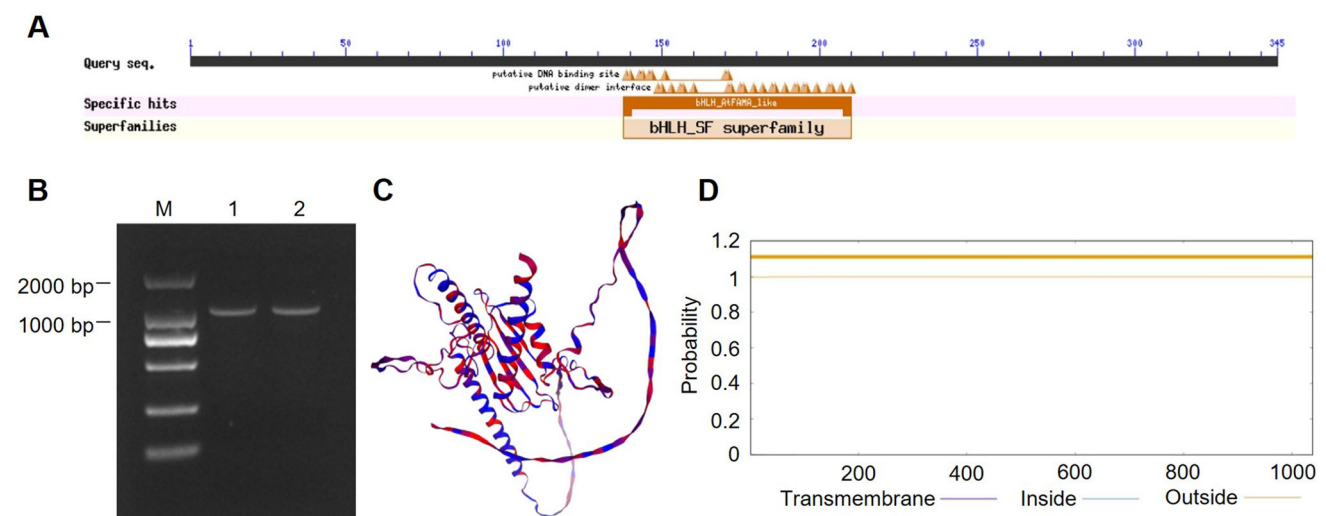 A
1 50 100 150 200 250 300 345
Query seq.
putative DNA binding site
putative dimer interface
Specific hits
bHLH_AtFAMA_like
Superfamilies
bHLH_SF superfamily
B
M 1 2
2000 bp
1000 bp
C
D
Probability
1.2
1
0.8
0.6
0.4
0.2
0
200 400 600 800 1000
Transmembrane Inside Outside